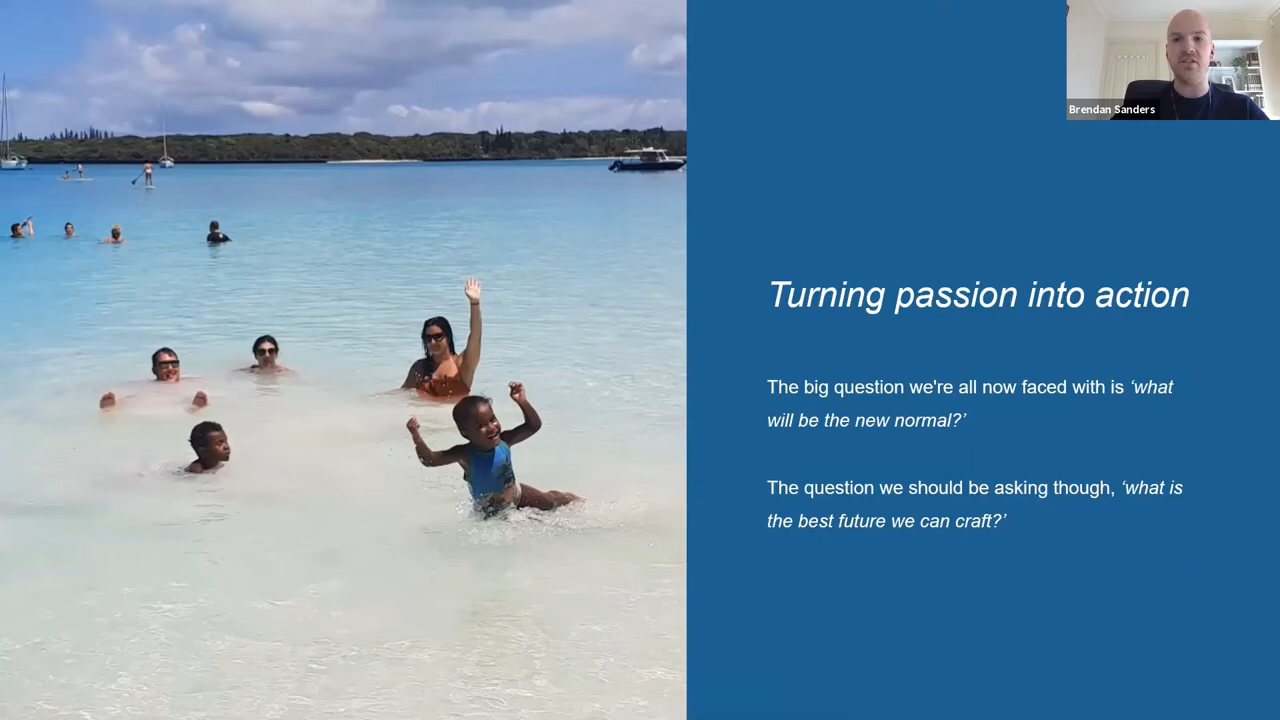 Brendan Sanders
Turning passion into action
The big question we're all now faced with is ‘what
will be the new normal?’
The question we should be asking though, ‘what is
the best future we can craft?’